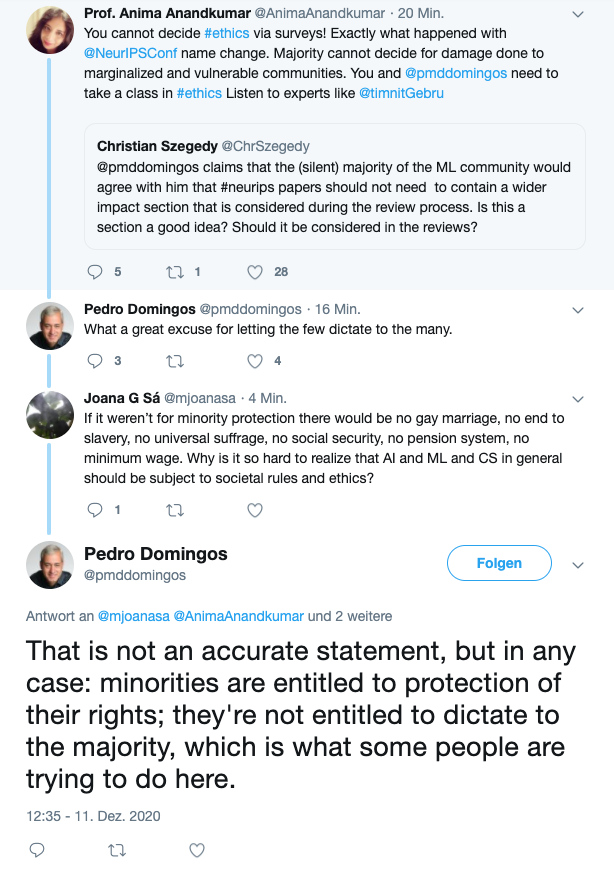 Prof. Anima Anandkumar @AnimaAnandkumar · 20 Min.
You cannot decide #ethics via surveys! Exactly what happened with
@NeurIPSConf name change. Majority cannot decide for damage done to
marginalized and vulnerable communities. You and @pmddomingos need to
take a class in #ethics Listen to experts like @timnitGebru
Christian Szegedy @ChrSzegedy
@pmddomingos claims that the (silent) majority of the ML community would
agree with him that #neurips papers should not need to contain a wider
impact section that is considered during the review process. Is this a
section a good idea? Should it be considered in the reviews?
5 1 28
Pedro Domingos @pmddomingos · 16 Min.
What a great excuse for letting the few dictate to the many.
3 4
Joana G Sá @mjoanasa · 4 Min.
If it weren’t for minority protection there would be no gay marriage, no end to
slavery, no universal suffrage, no social security, no pension system, no
minimum wage. Why is it so hard to realize that AI and ML and CS in general
should be subject to societal rules and ethics?
1
Pedro Domingos
@pmddomingos
Folgen
Antwort an @mjoanasa @AnimaAnandkumar und 2 weitere
That is not an accurate statement, but in any
case: minorities are entitled to protection of
their rights; they're not entitled to dictate to
the majority, which is what some people are
trying to do here.
12:35 - 11. Dez. 2020